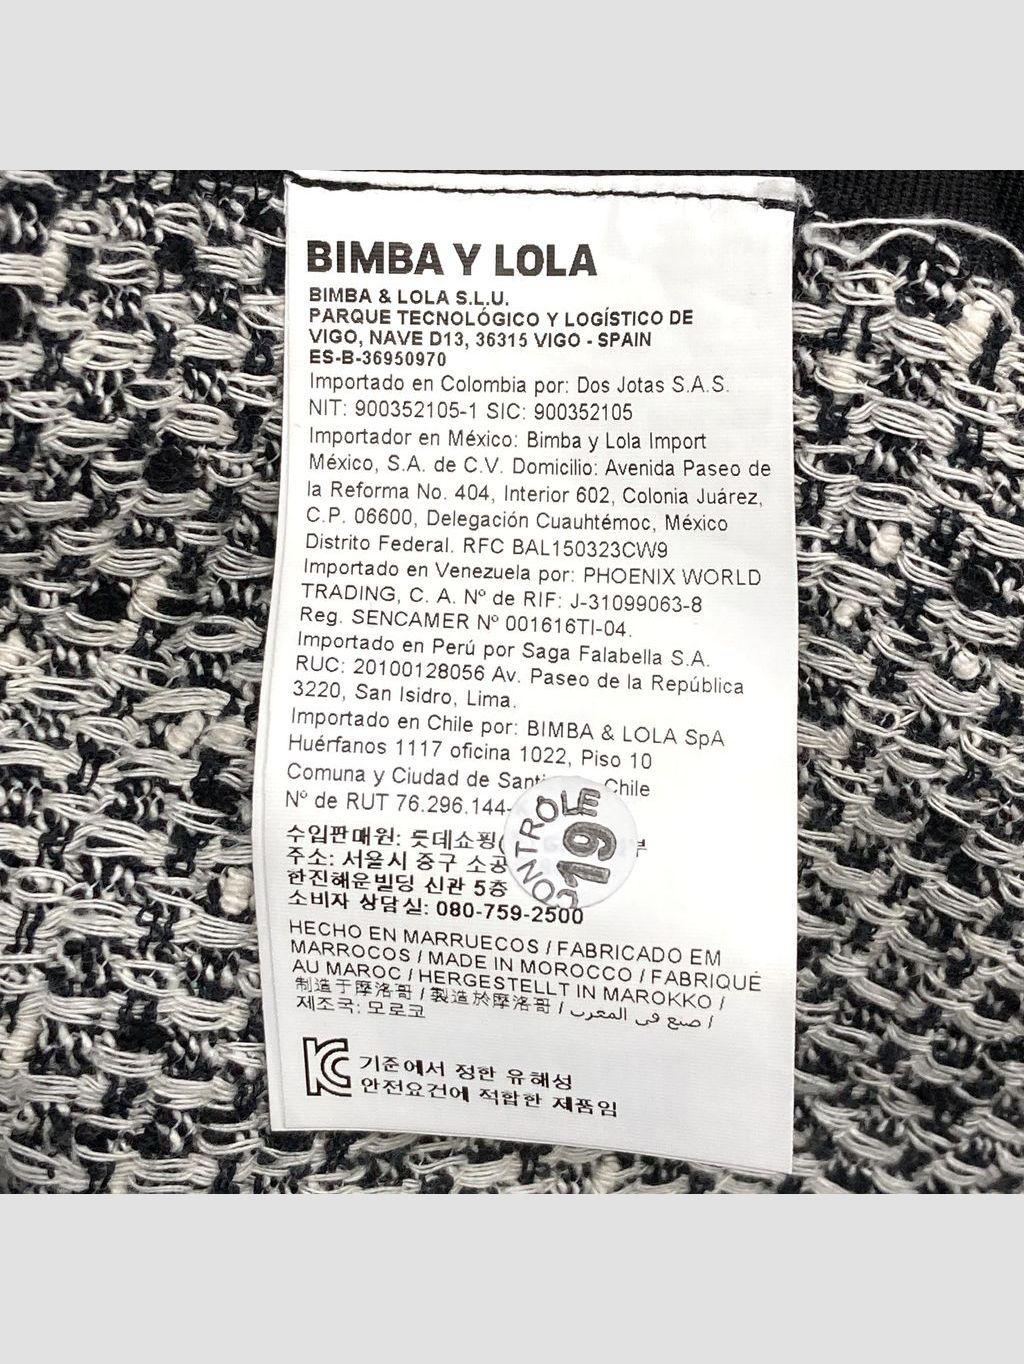 BIMBA Y LOLA
BIMBA & LOLA S.L.U.
PARQUE TECNOLÓGICO Y LOGÍSTICO DE
VIGO, NAVE D13, 36315 VIGO - SPAIN
ES-B-36950970
Importado en Colombia por: Dos Jotas S.A.S.
NIT: 900352105-1 SIC: 900352105
Importador en México: Bimba y Lola Import
México, S.A. de C.V. Domicilio: Avenida Paseo de
la Reforma No. 404, Interior 602, Colonia Juárez,
C.P. 06600, Delegación Cuauhtémoc, México
Distrito Federal. RFC BAL150323CW9
Importado en Venezuela por: PHOENIX WORLD
TRADING, C. A. Nº de RIF: J-31099063-8
Reg. SENCAMER Nº 001616TI-04.
Importado en Perú por Saga Falabella S.A.
RUC: 20100128056 Av. Paseo de la República
3220, San Isidro, Lima.
Importado en Chile por: BIMBA & LOLA SpA
Huérfanos 1117 oficina 1022, Piso 10
Comuna y Ciudad de Chile
Nº de RUT 76.296.144-
수입판매원: 롯데쇼핑(
주소: 서울시 중구
한진해운빌딩 신관 5층
소비자 상담실: 080-759-2500
CONTROLE
19
HECHO EN MARRUECOS / FABRICADO EM
MARROCOS / MADE IN MOROCCO / FABRIQUÉ
AU MAROC / HERGESTELLT IN MAROKKO /
制造于摩洛哥 / 製造於摩洛哥 / صنع في المغرب /
제조국: 모로코
KC
기준에서 정한 유해성
안전요건에 적합한 제품임